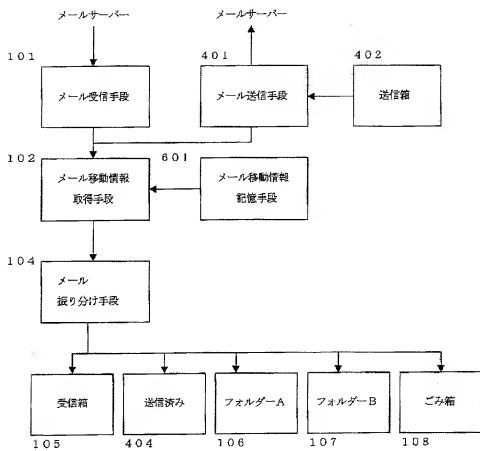 メールサーバー
メールサーバー
101
401
402
メール受信手段
メール送信手段
送信箱
102
601
メール移動情報
取得手段
メール移動情報
記憶手段
104
メール
振り分け手段
受信箱
送信済み
フォルダーA
フォルダーB
ごみ箱
105
404
106
107
108